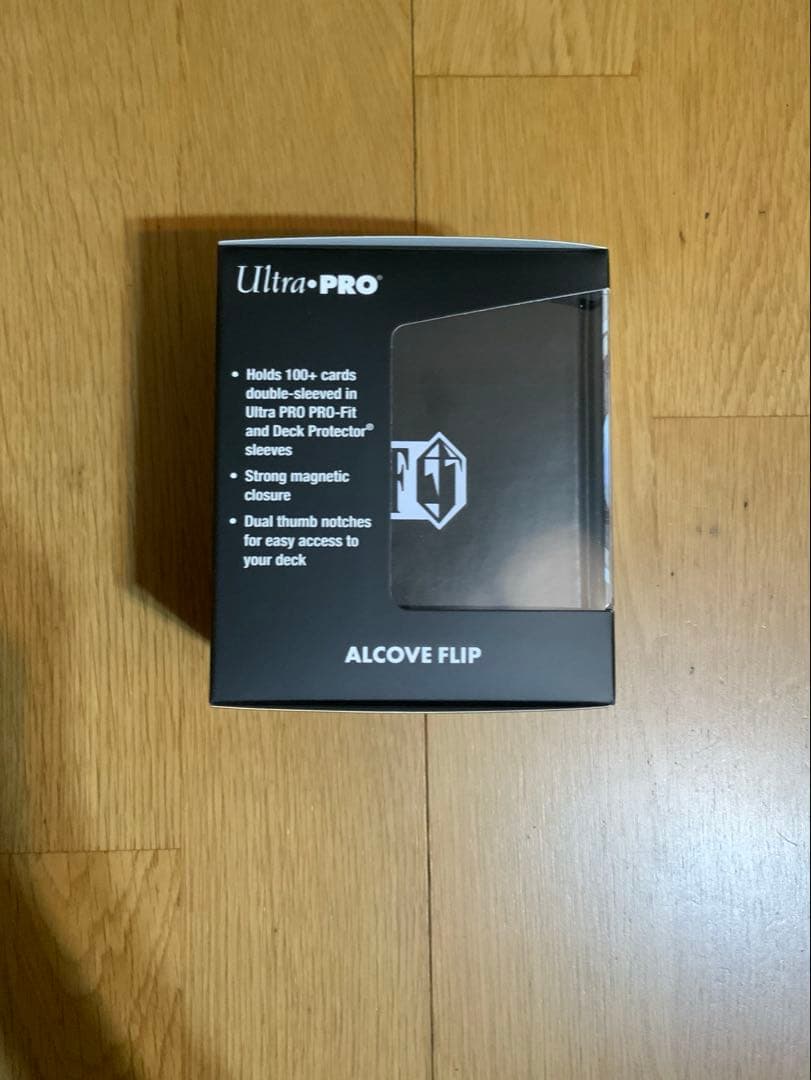 Ultra•PRO®
• Holds 100+ cards
double-sleeved in
Ultra PRO PRO-Fit
and Deck Protector®
sleeves
• Strong magnetic
closure
• Dual thumb notches
for easy access to
your deck
F
ALCOVE FLIP